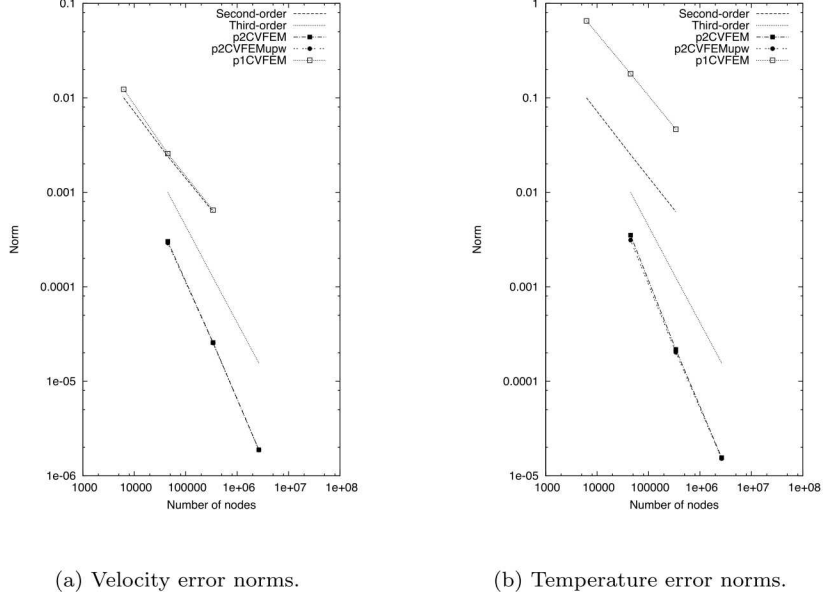 0.1
0.01
0.001
0.0001
1e-05
1e-06
Norm
1000 10000 100000 1e+06 1e+07 1e+08
Number of nodes
Second-order
Third-order
p2CVFEM
p2CVFEMupw
p1CVFEM
(a) Velocity error norms.
1
0.1
0.01
0.001
0.0001
1e-05
Norm
1000 10000 100000 1e+06 1e+07 1e+08
Number of nodes
Second-order
Third-order
p2CVFEM
p2CVFEMupw
p1CVFEM
(b) Temperature error norms.